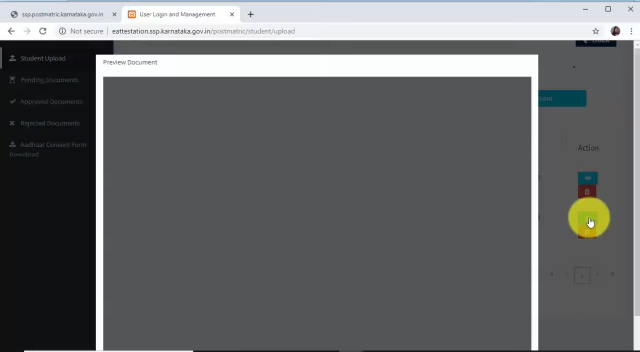 ssp.postmatric.karnataka.gov.in
User Login and Management
Not secure
eattestation.ssp.karnataka.gov.in/postmatric/student/upload
Student Upload
Preview Document
Pending Documents
Approved Documents
Rejected Documents
Aadhaar Consent Form
Download
Action